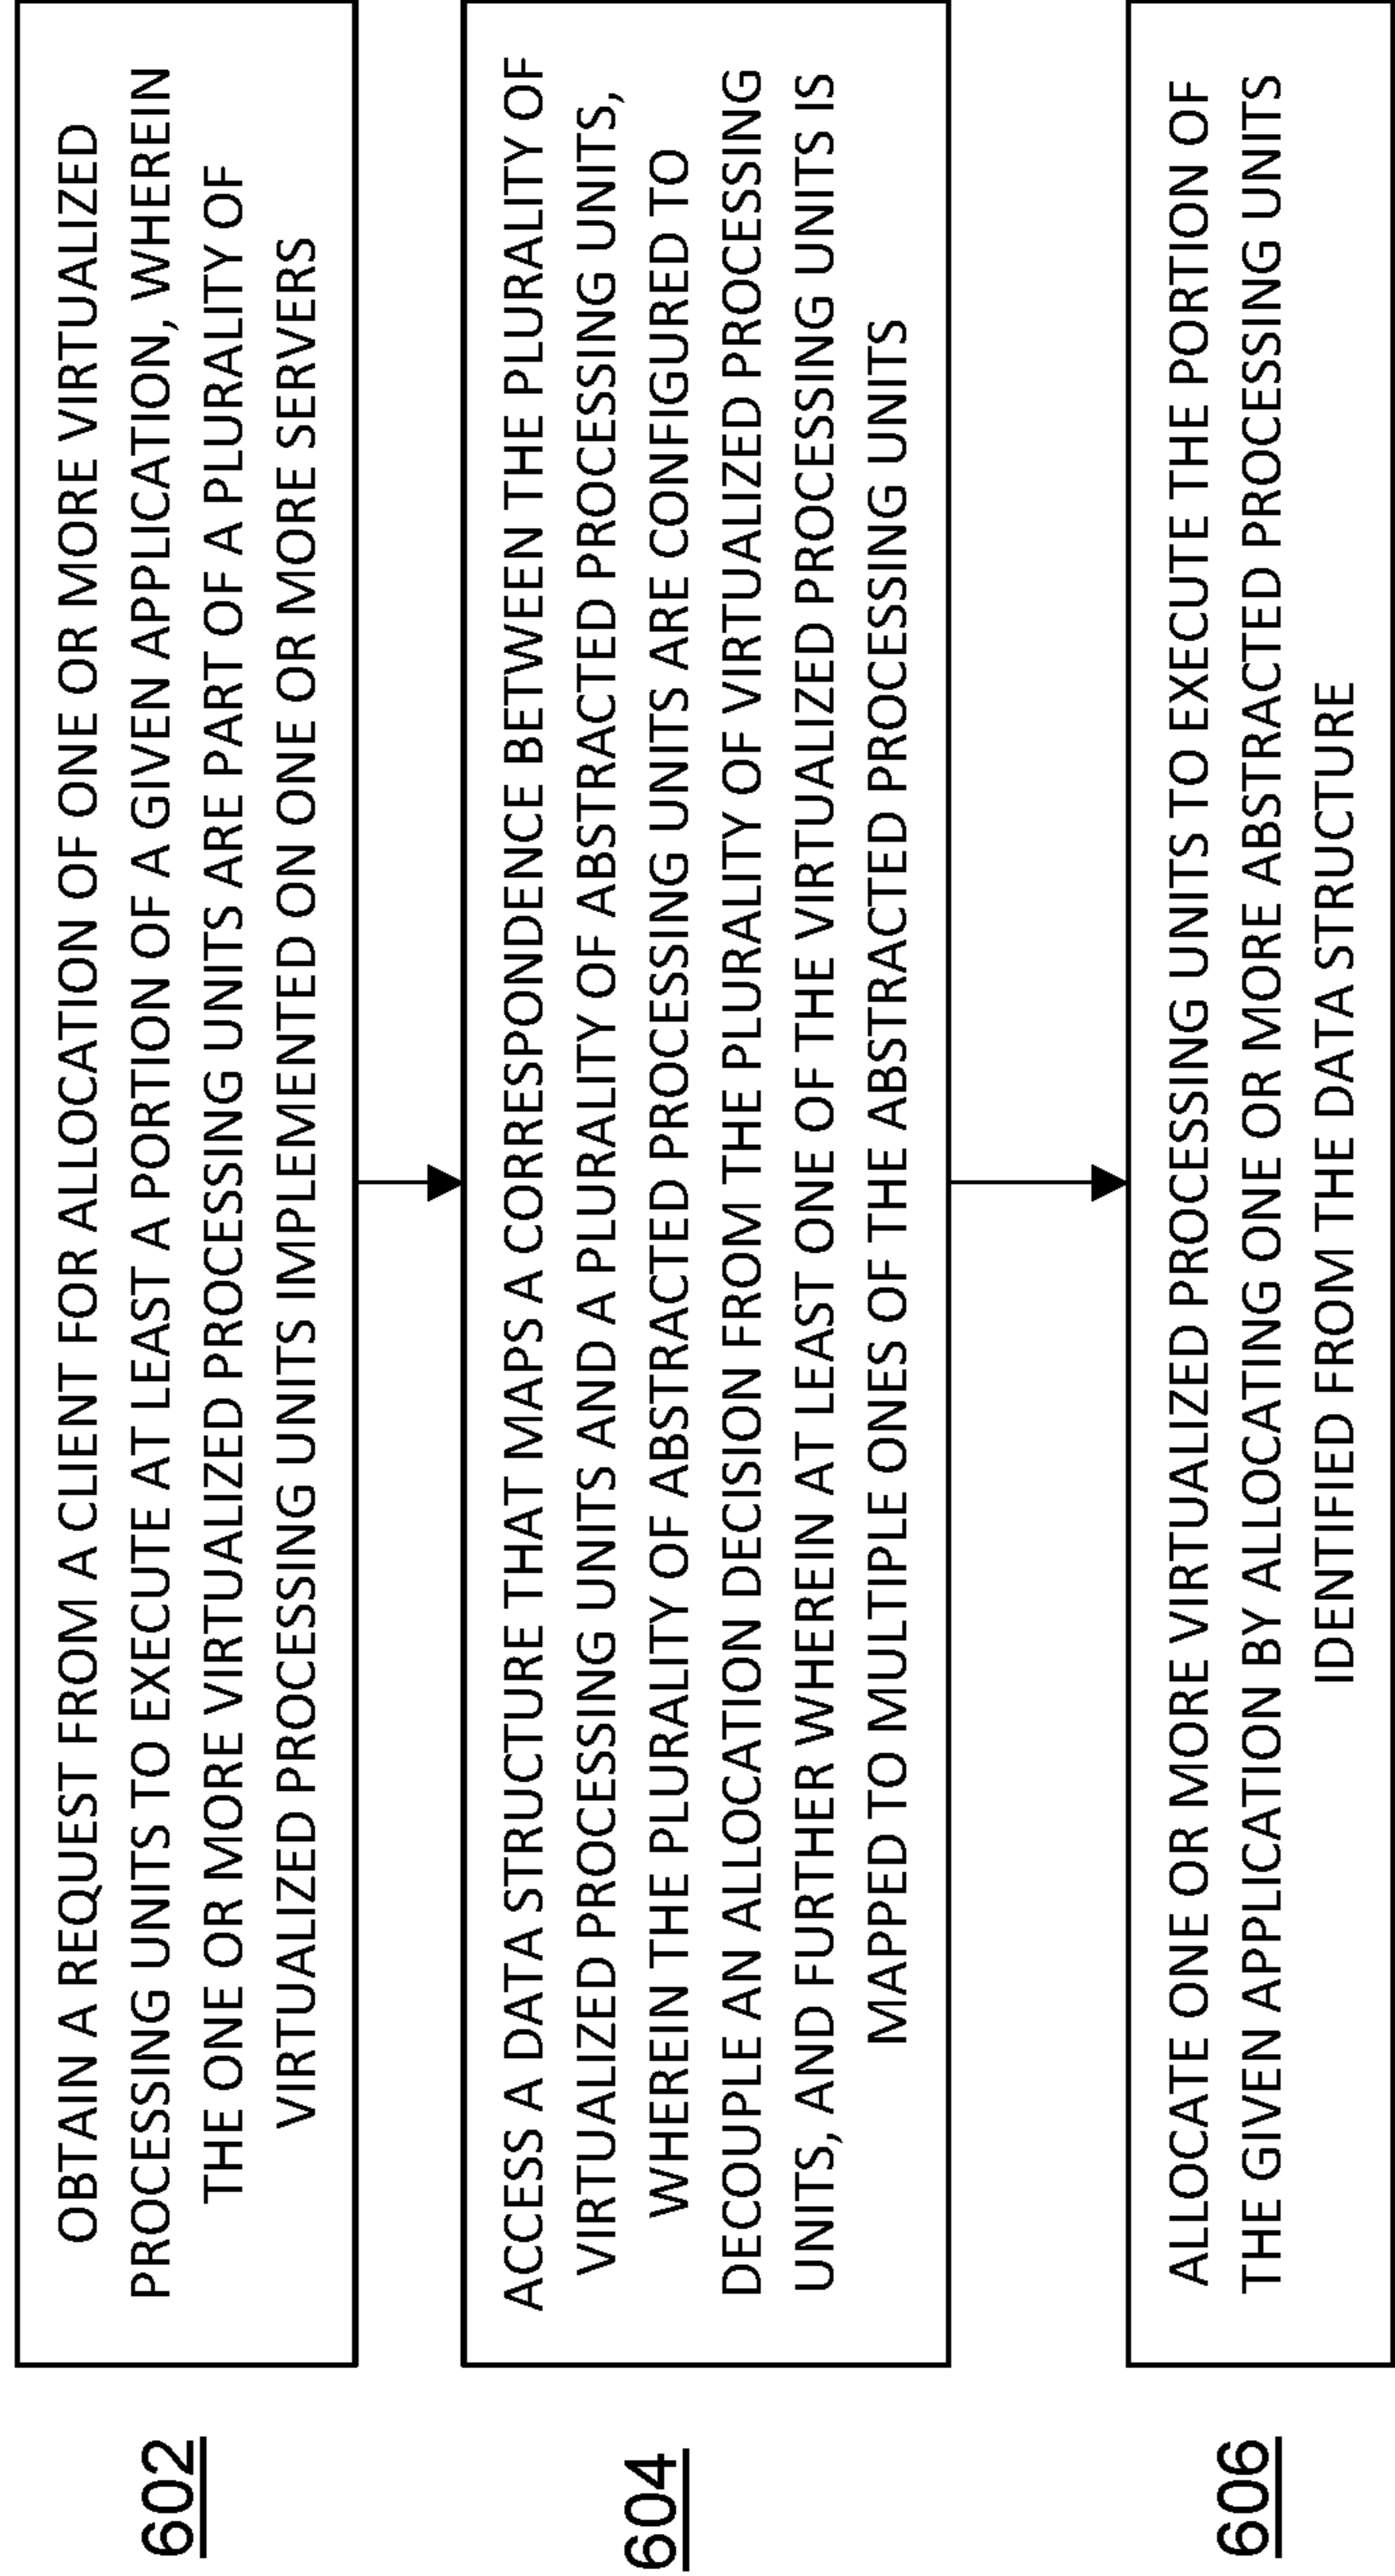 602
OBTAIN A REQUEST FROM A CLIENT FOR ALLOCATION OF ONE OR MORE VIRTUALIZED
PROCESSING UNITS TO EXECUTE AT LEAST A PORTION OF A GIVEN APPLICATION, WHEREIN
THE ONE OR MORE VIRTUALIZED PROCESSING UNITS ARE PART OF A PLURALITY OF
VIRTUALIZED PROCESSING UNITS IMPLEMENTED ON ONE OR MORE SERVERS
604
ACCESS A DATA STRUCTURE THAT MAPS A CORRESPONDENCE BETWEEN THE PLURALITY OF
VIRTUALIZED PROCESSING UNITS AND A PLURALITY OF ABSTRACTED PROCESSING UNITS,
WHEREIN THE PLURALITY OF ABSTRACTED PROCESSING UNITS ARE CONFIGURED TO
DECOUPLE AN ALLOCATION DECISION FROM THE PLURALITY OF VIRTUALIZED PROCESSING
UNITS, AND FURTHER WHEREIN AT LEAST ONE OF THE VIRTUALIZED PROCESSING UNITS IS
MAPPED TO MULTIPLE ONES OF THE ABSTRACTED PROCESSING UNITS
606
ALLOCATE ONE OR MORE VIRTUALIZED PROCESSING UNITS TO EXECUTE THE PORTION OF
THE GIVEN APPLICATION BY ALLOCATING ONE OR MORE ABSTRACTED PROCESSING UNITS
IDENTIFIED FROM THE DATA STRUCTURE